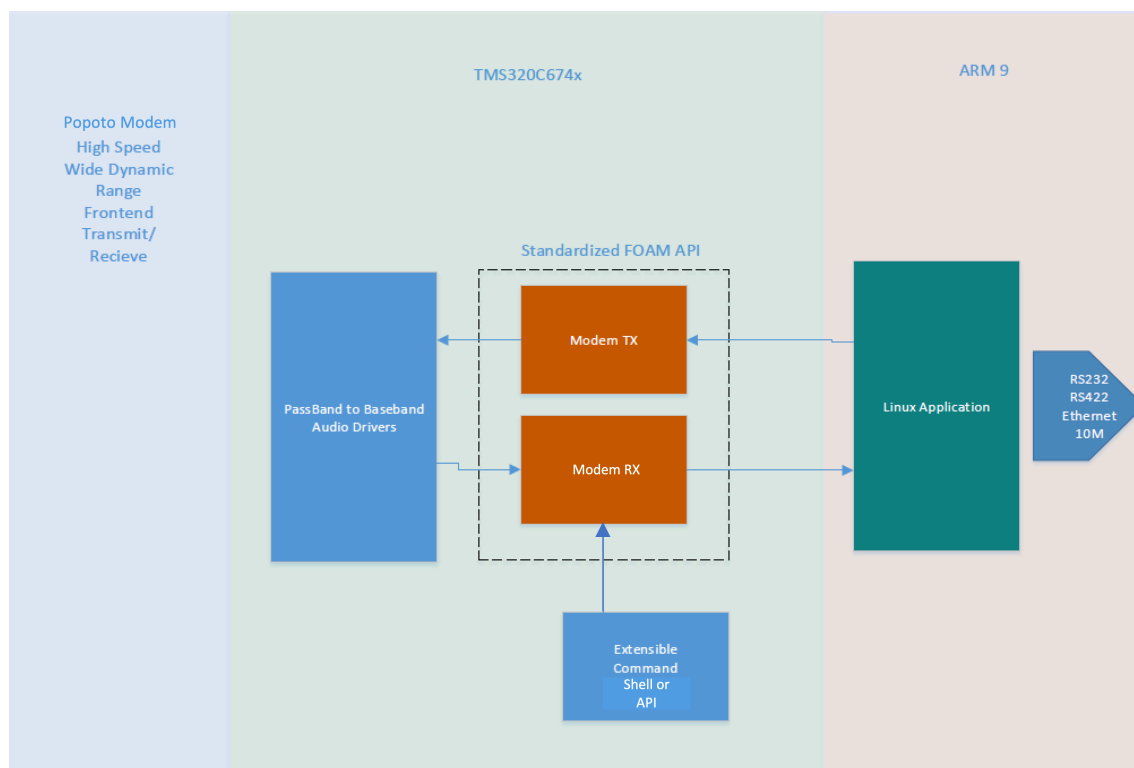 TMS320C674x
ARM 9
Popoto Modem
High Speed
Wide Dynamic
Range
Frontend
Transmit/
Recieve
Standardized FOAM API
Modem TX
PassBand to Baseband
Audio Drivers
Modem RX
Linux Application
RS232
RS422
Ethernet
10M
Extensible
Command
Shell or
API